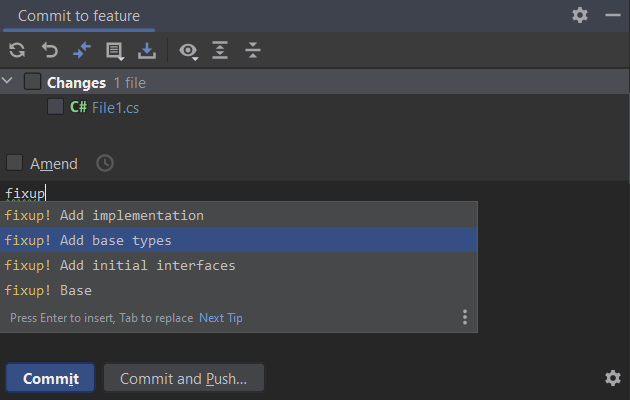 Commit to feature
Changes 1 file
C# File1.cs
Amend
fixup
fixup! Add implementation
fixup! Add base types
fixup! Add initial interfaces
fixup! Base
Press Enter to insert, Tab to replace Next Tip
Commit Commit and Push...